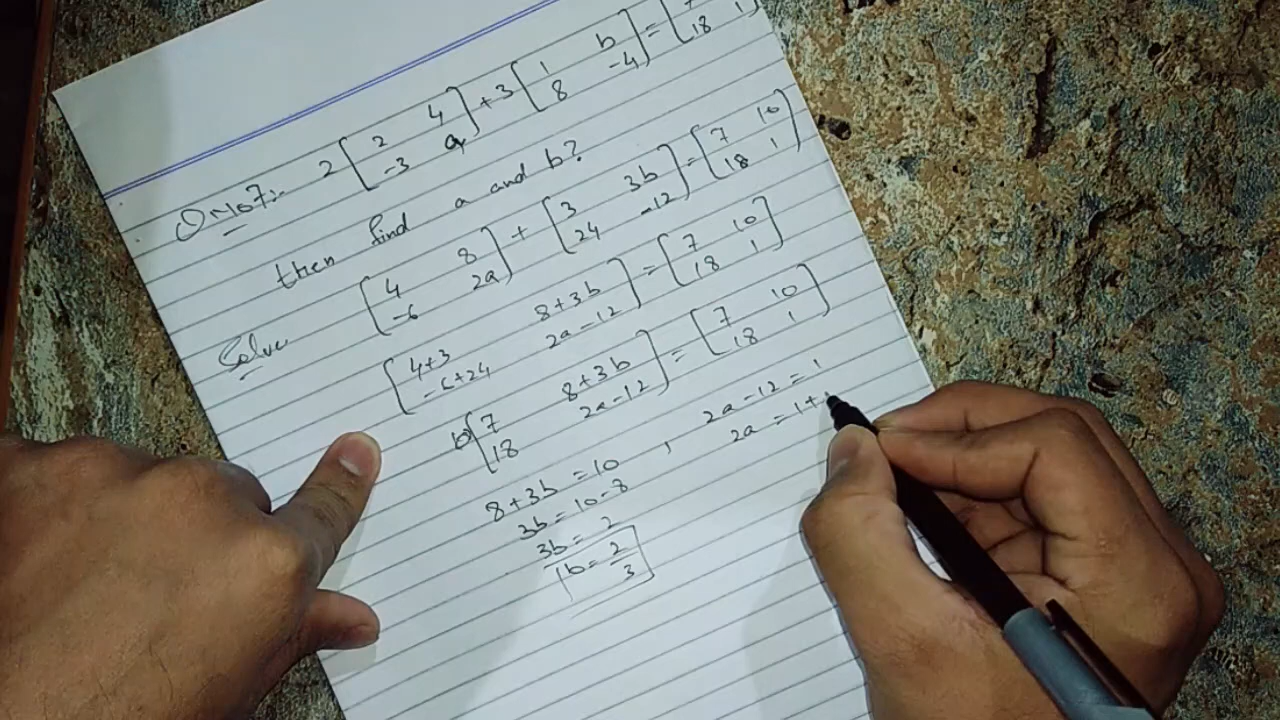 Q No7:- 2 [ 2 4 ] + 3 [ 1 b ] = [ 7
-3 a 8 -4 18 1
then find a and b?
Solve [ 4 8 ] + [ 3 3b ] = [ 7 10 ]
-6 2a 24 -12 18 1
[ 4+3 8+3b ] = [ 7 10 ]
-6+24 2a-12 18 1
[ 7 8+3b ] = [ 7 10 ]
18 2a-12 18 1
8+3b = 10 , 2a-12 = 1
3b = 10-8 2a = 1+
3b = 2
b = 2/3